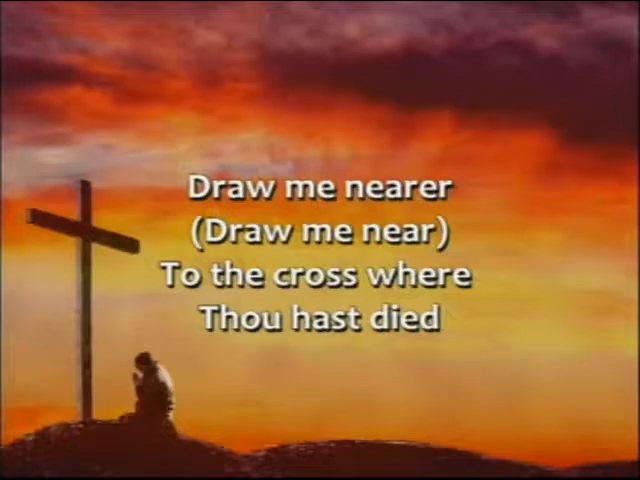 Draw me nearer
(Draw me near)
To the cross where
Thou hast died